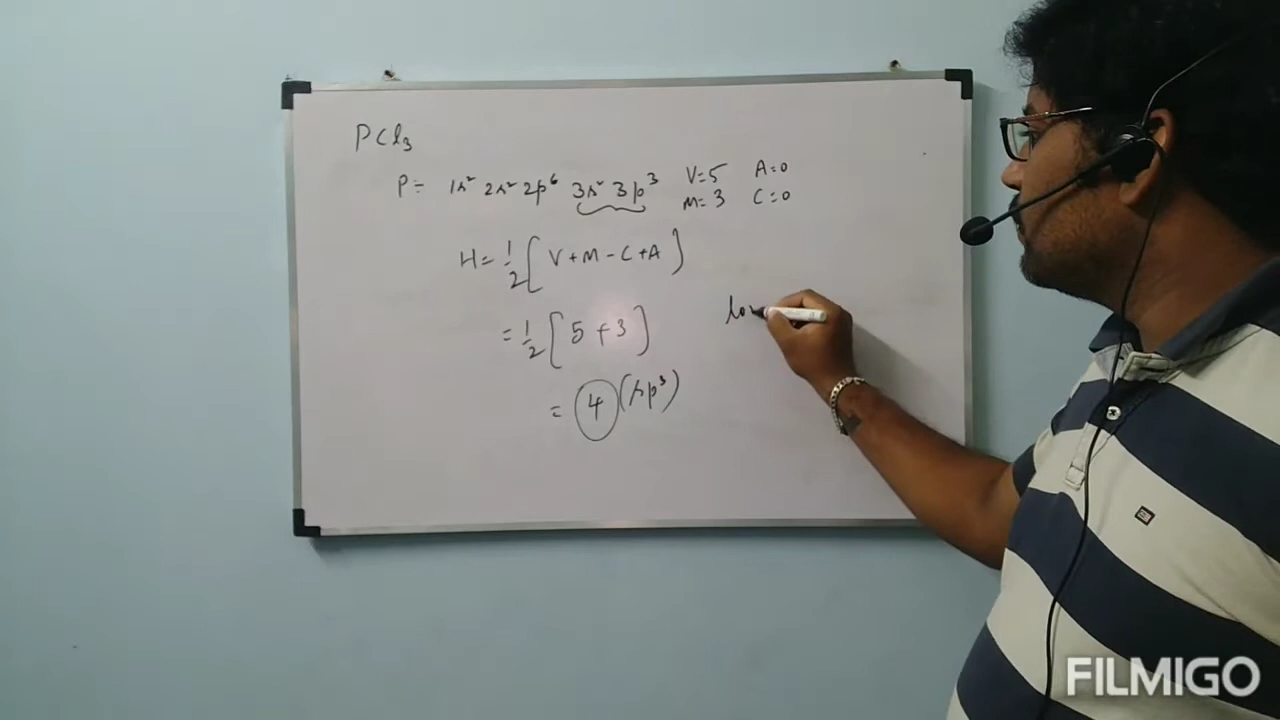 PCl₃
P = 1s² 2s² 2p⁶ 3s² 3p³ V=5 A=0
M=3 C=0
H = 1/2 [V+M-C+A]
= 1/2 [5+3]
= 4 (sp³)
lo
FILMIGO